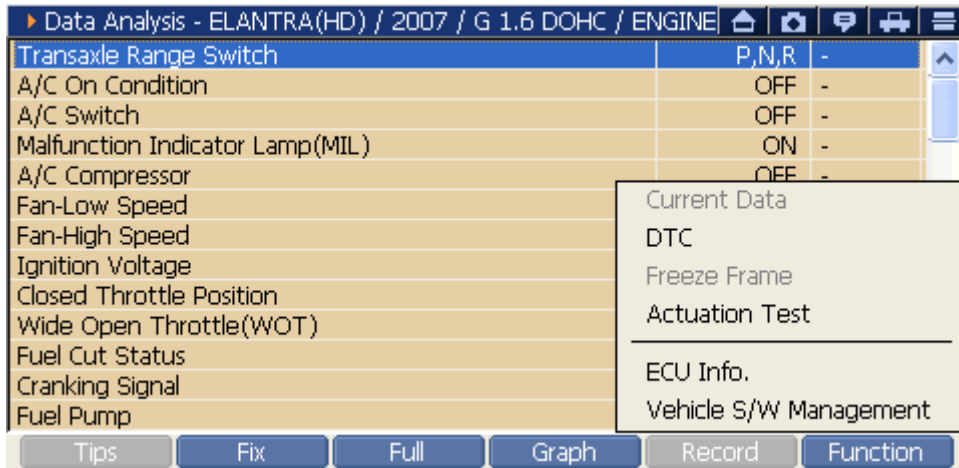 Data Analysis - ELANTRA(HD) / 2007 / G 1.6 DOHC / ENGINE
Transaxle Range Switch P,N,R -
A/C On Condition OFF -
A/C Switch OFF -
Malfunction Indicator Lamp(MIL) ON -
A/C Compressor OFF -
Fan-Low Speed
Fan-High Speed
Ignition Voltage
Closed Throttle Position
Wide Open Throttle(WOT)
Fuel Cut Status
Cranking Signal
Fuel Pump
Current Data
DTC
Freeze Frame
Actuation Test
ECU Info.
Vehicle S/W Management
Tips Fix Full Graph Record Function